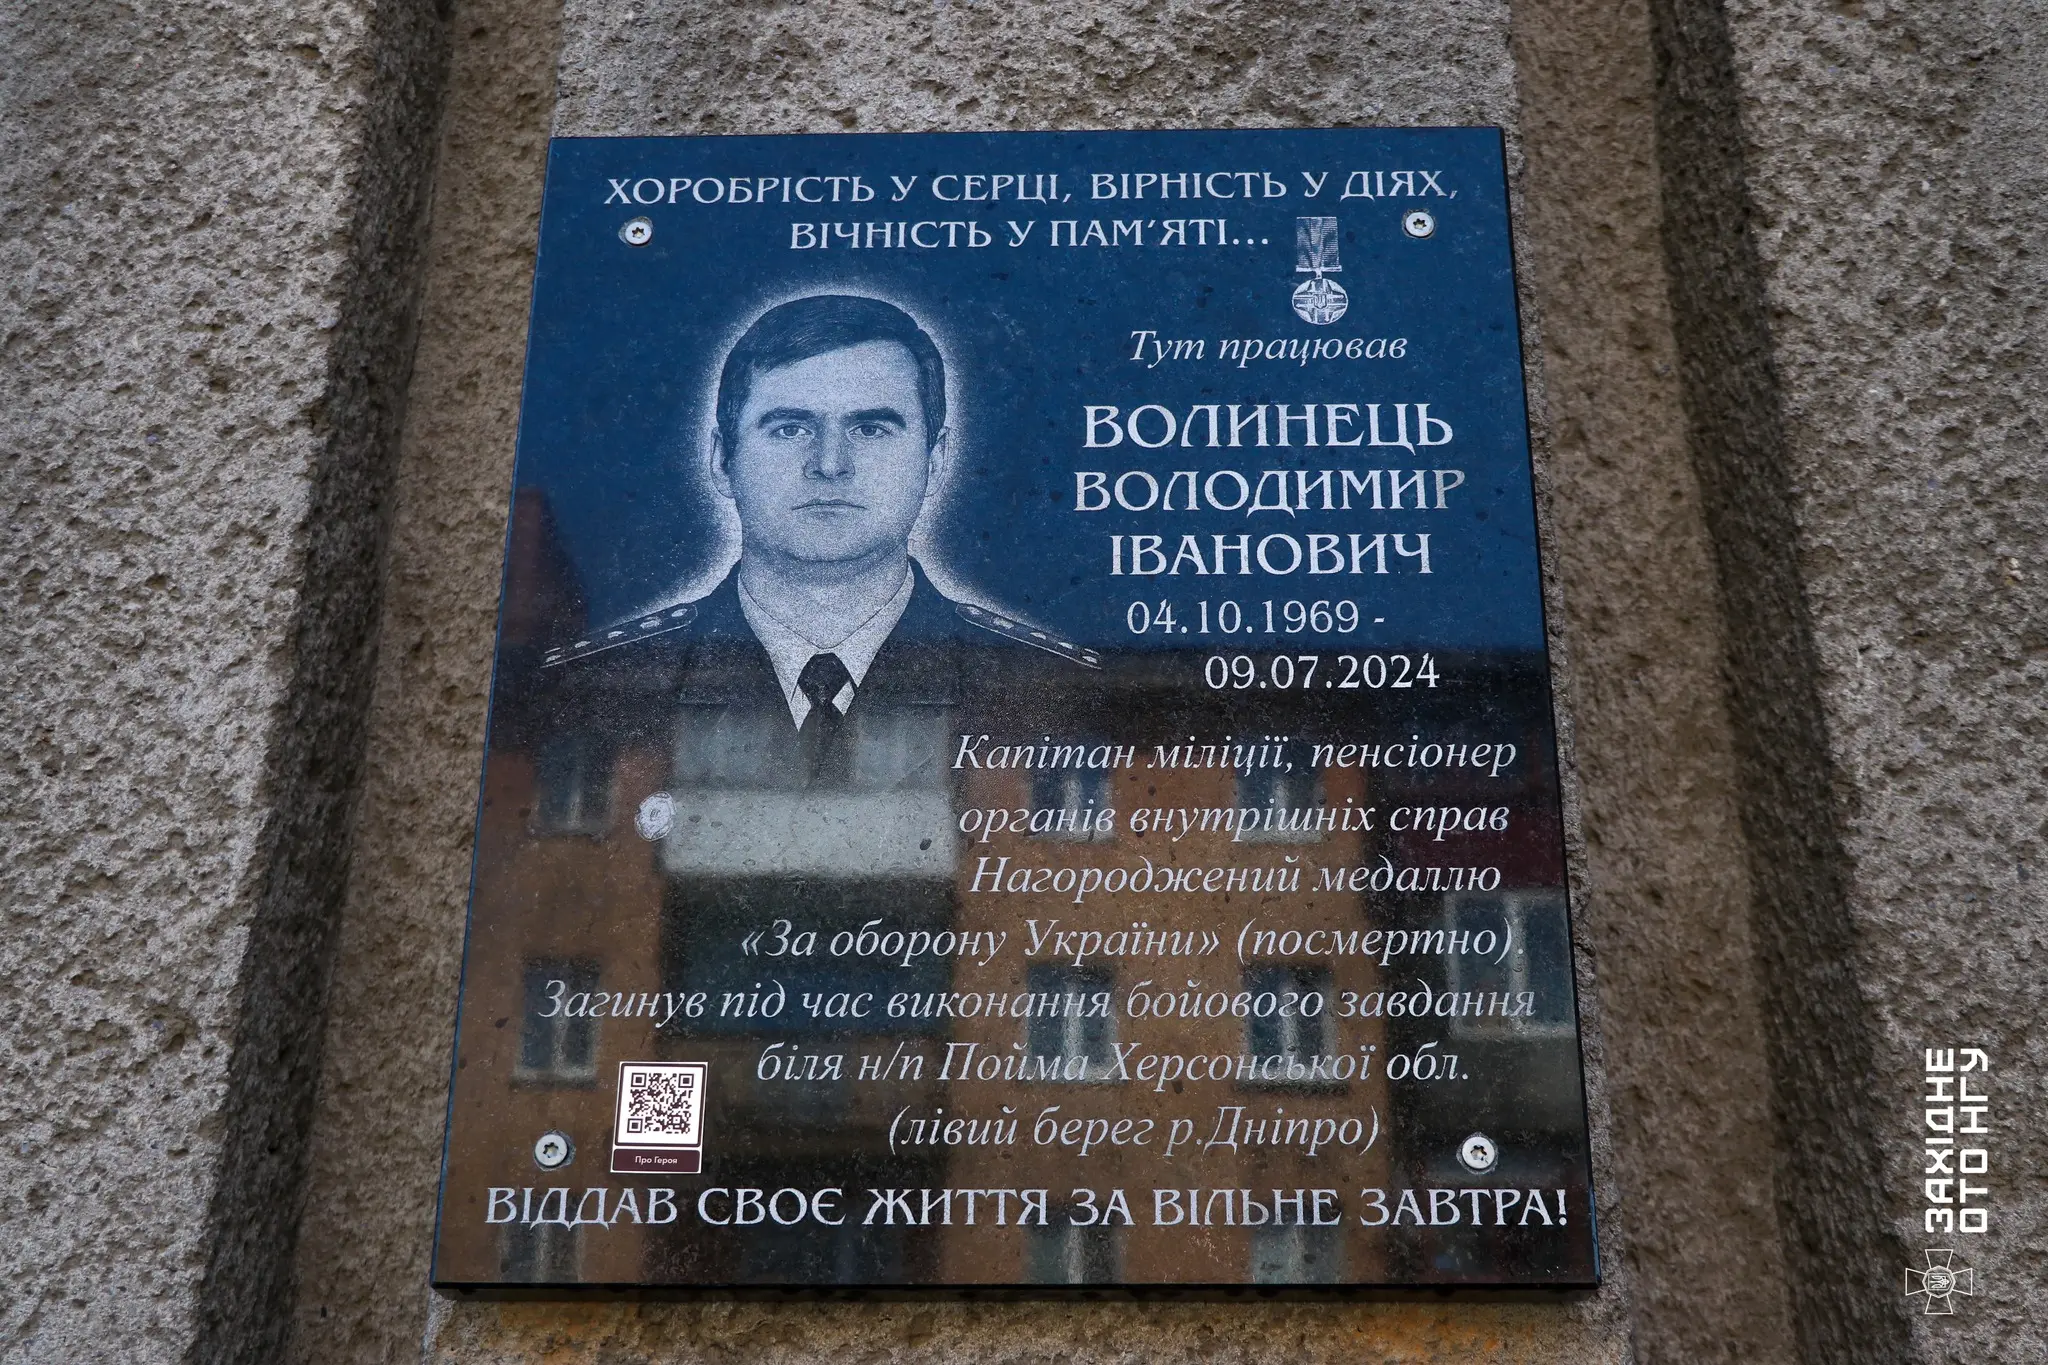 ХОРОБРІСТЬ У СЕРЦІ, ВІРНІСТЬ У ДІЯХ,
ВІЧНІСТЬ У ПАМ'ЯТІ...
Тут працював
ВОЛИНЕЦЬ
ВОЛОДИМИР
ІВАНОВИЧ
04.10.1969 -
09.07.2024
Капітан міліції, пенсіонер
органів внутрішніх справ
Нагороджений медаллю
«За оборону України» (посмертно).
Загинув під час виконання бойового завдання
біля н/п Пойма Херсонської обл.
(лівий берег р.Дніпро)
Про Героя
ВІДДАВ СВОЄ ЖИТТЯ ЗА ВІЛЬНЕ ЗАВТРА!
ЗАХІДНЕ
ОТО НГУ